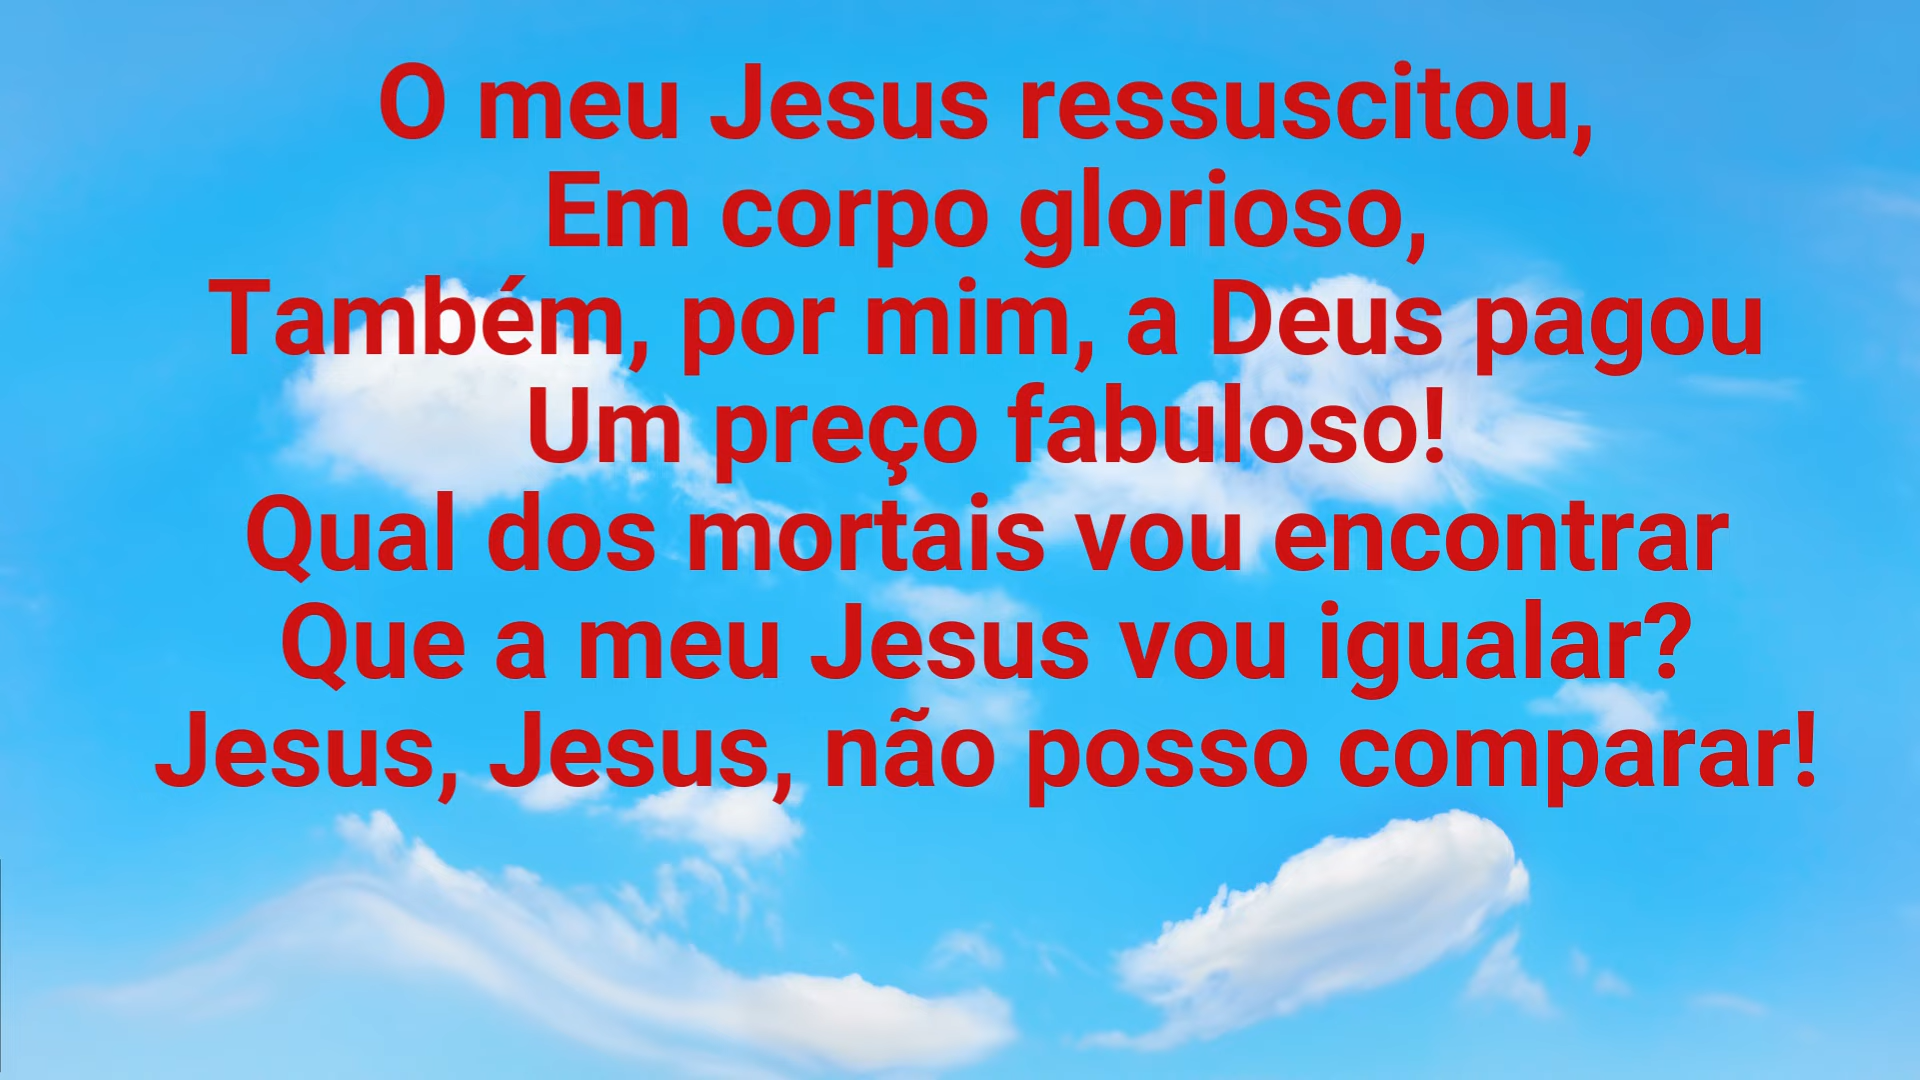 O meu Jesus ressuscitou,
Em corpo glorioso,
Também, por mim, a Deus pagou
Um preço fabuloso!
Qual dos mortais vou encontrar
Que a meu Jesus vou igualar?
Jesus, Jesus, não posso comparar!